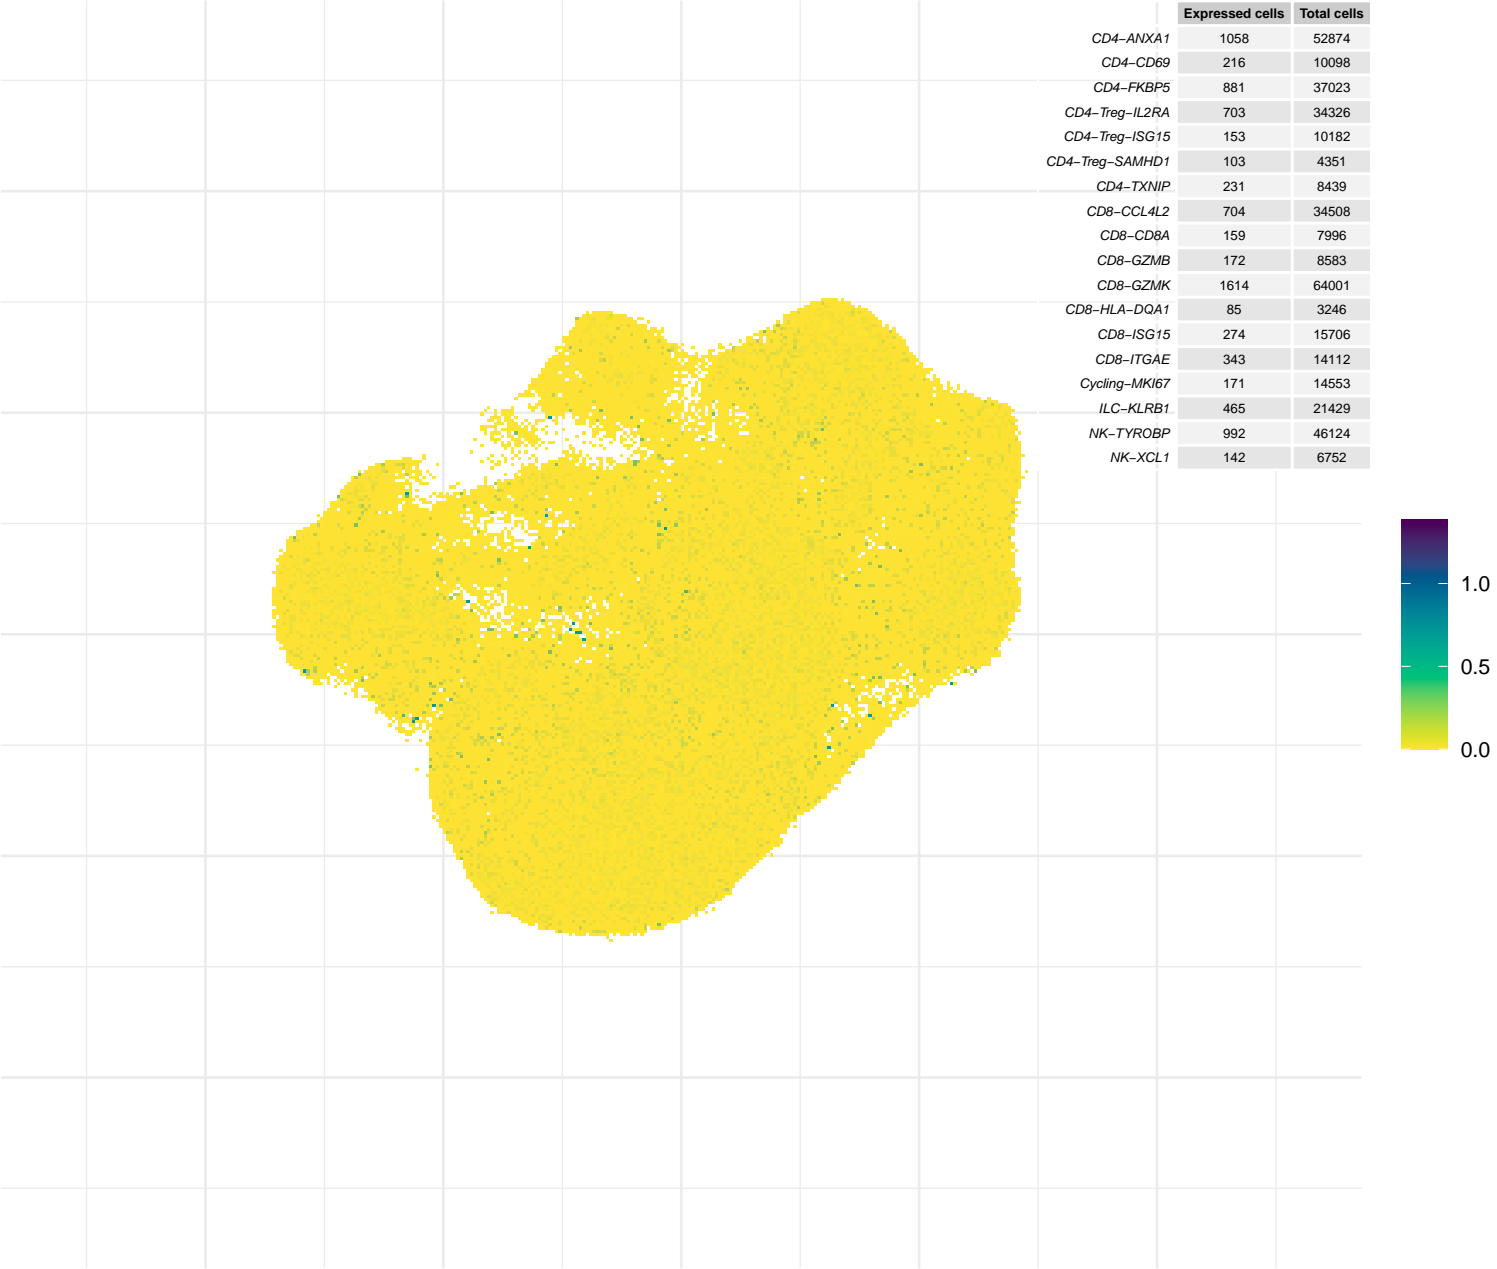 Expressed cells Total cells
CD4−ANXA1 1058 52874
CD4−CD69 216 10098
CD4−FKBP5 881 37023
CD4−Treg−IL2RA 703 34326
CD4−Treg−ISG15 153 10182
CD4−Treg−SAMHD1 103 4351
CD4−TXNIP 231 8439
CD8−CCL4L2 704 34508
CD8−CD8A 159 7996
CD8−GZMB 172 8583
CD8−GZMK 1614 64001
CD8−HLA−DQA1 85 3246
CD8−ISG15 274 15706
CD8−ITGAE 343 14112
Cycling−MKI67 171 14553
ILC−KLRB1 465 21429
NK−TYROBP 992 46124
NK−XCL1 142 6752
1.0
0.5
0.0